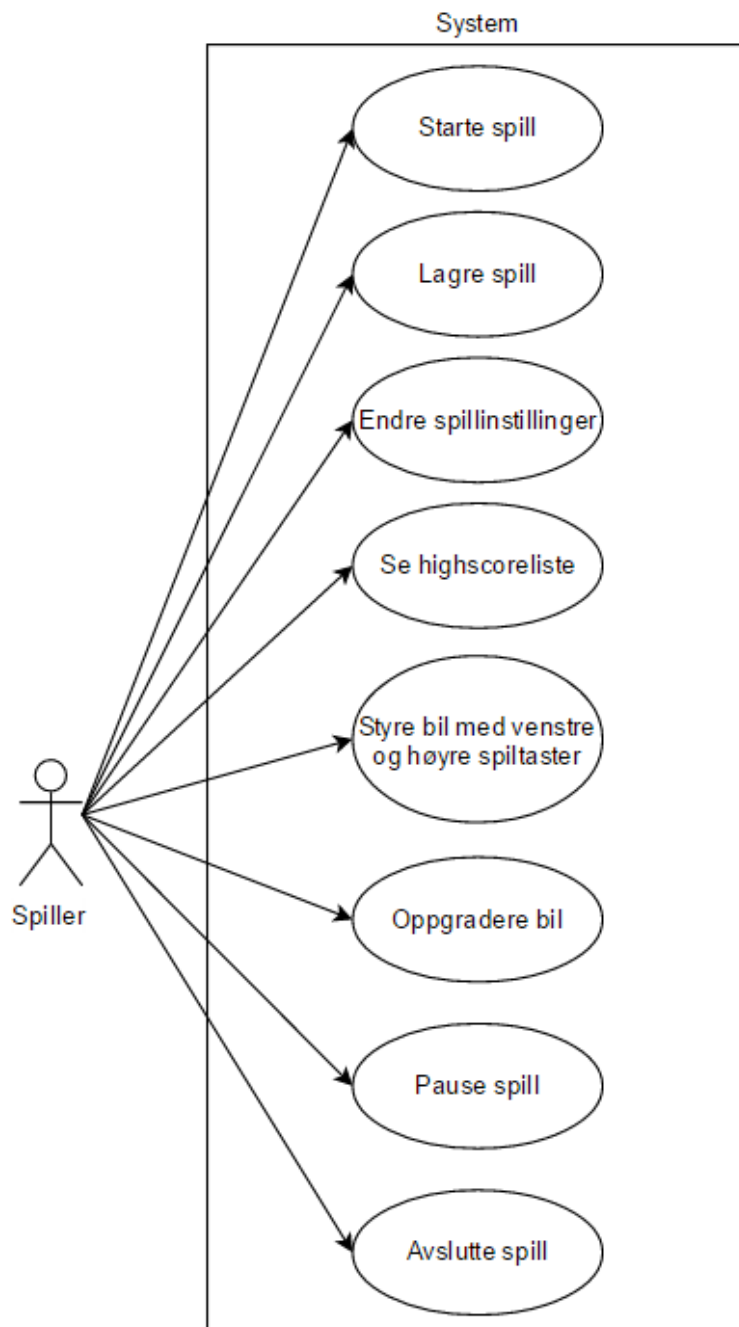 System
Starte spill
Lagre spill
Endre spillinstillinger
Se highscoreliste
Styre bil med venstre
og høyre spiltaster
Spiller
Oppgradere bil
Pause spill
Avslutte spill